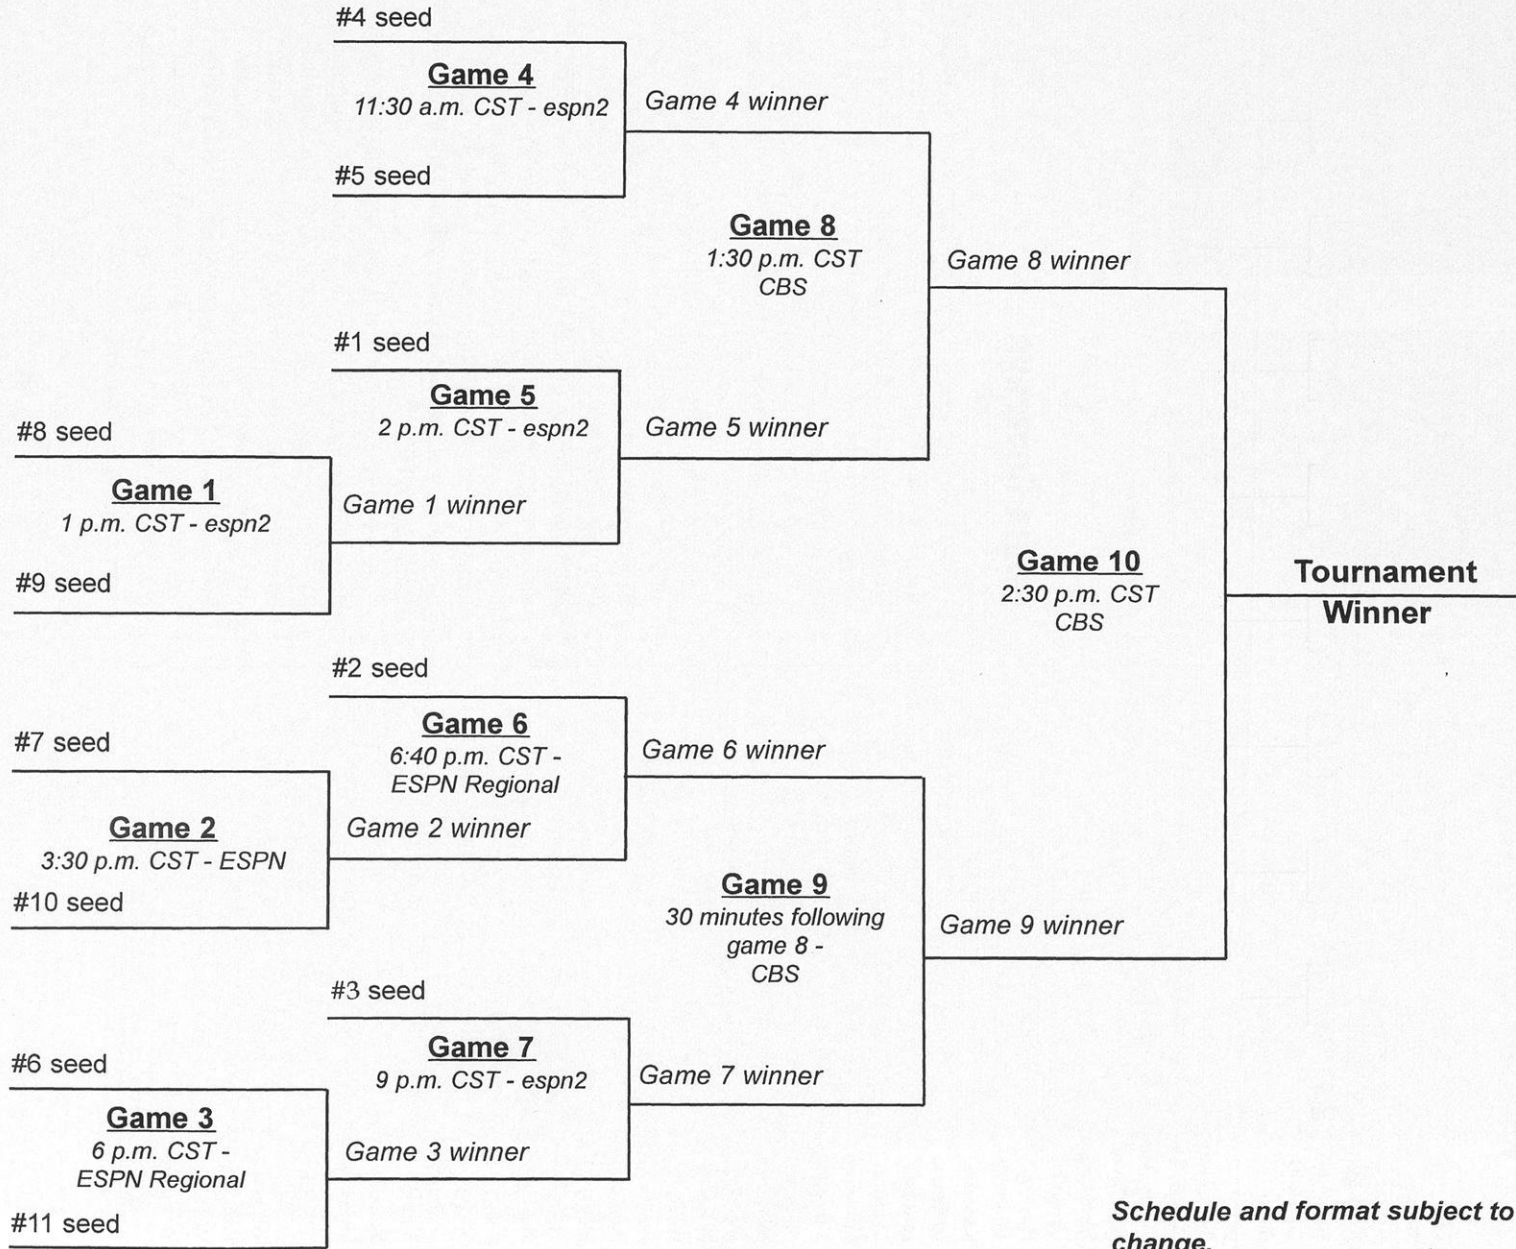 #4 seed
Game 4
11:30 a.m. CST - espn2
Game 4 winner
#5 seed
Game 8
1:30 p.m. CST
CBS
Game 8 winner
#1 seed
Game 5
2 p.m. CST - espn2
Game 5 winner
#8 seed
Game 1
1 p.m. CST - espn2
Game 1 winner
#9 seed
Game 10
2:30 p.m. CST
CBS
Tournament
Winner
#2 seed
Game 6
6:40 p.m. CST -
ESPN Regional
Game 6 winner
#7 seed
Game 2
3:30 p.m. CST - ESPN
Game 2 winner
#10 seed
Game 9
30 minutes following
game 8 -
CBS
Game 9 winner
#3 seed
Game 7
9 p.m. CST - espn2
Game 7 winner
#6 seed
Game 3
6 p.m. CST -
ESPN Regional
Game 3 winner
#11 seed
Schedule and format subject to
change.